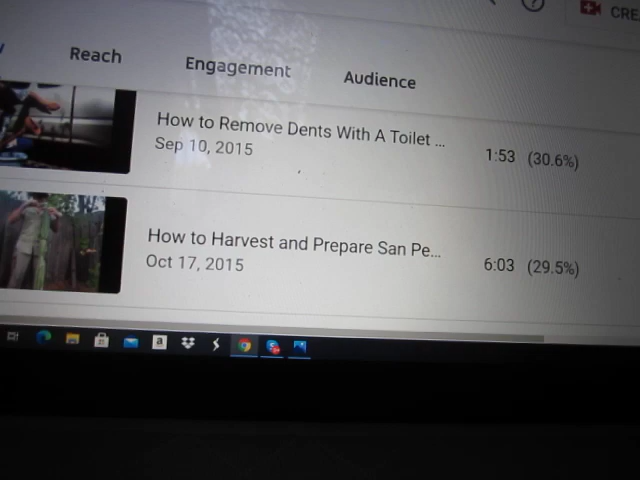 CRE
Reach
Engagement
Audience
How to Remove Dents With A Toilet ...
Sep 10, 2015
1:53 (30.6%)
How to Harvest and Prepare San Pe...
Oct 17, 2015
6:03 (29.5%)
a